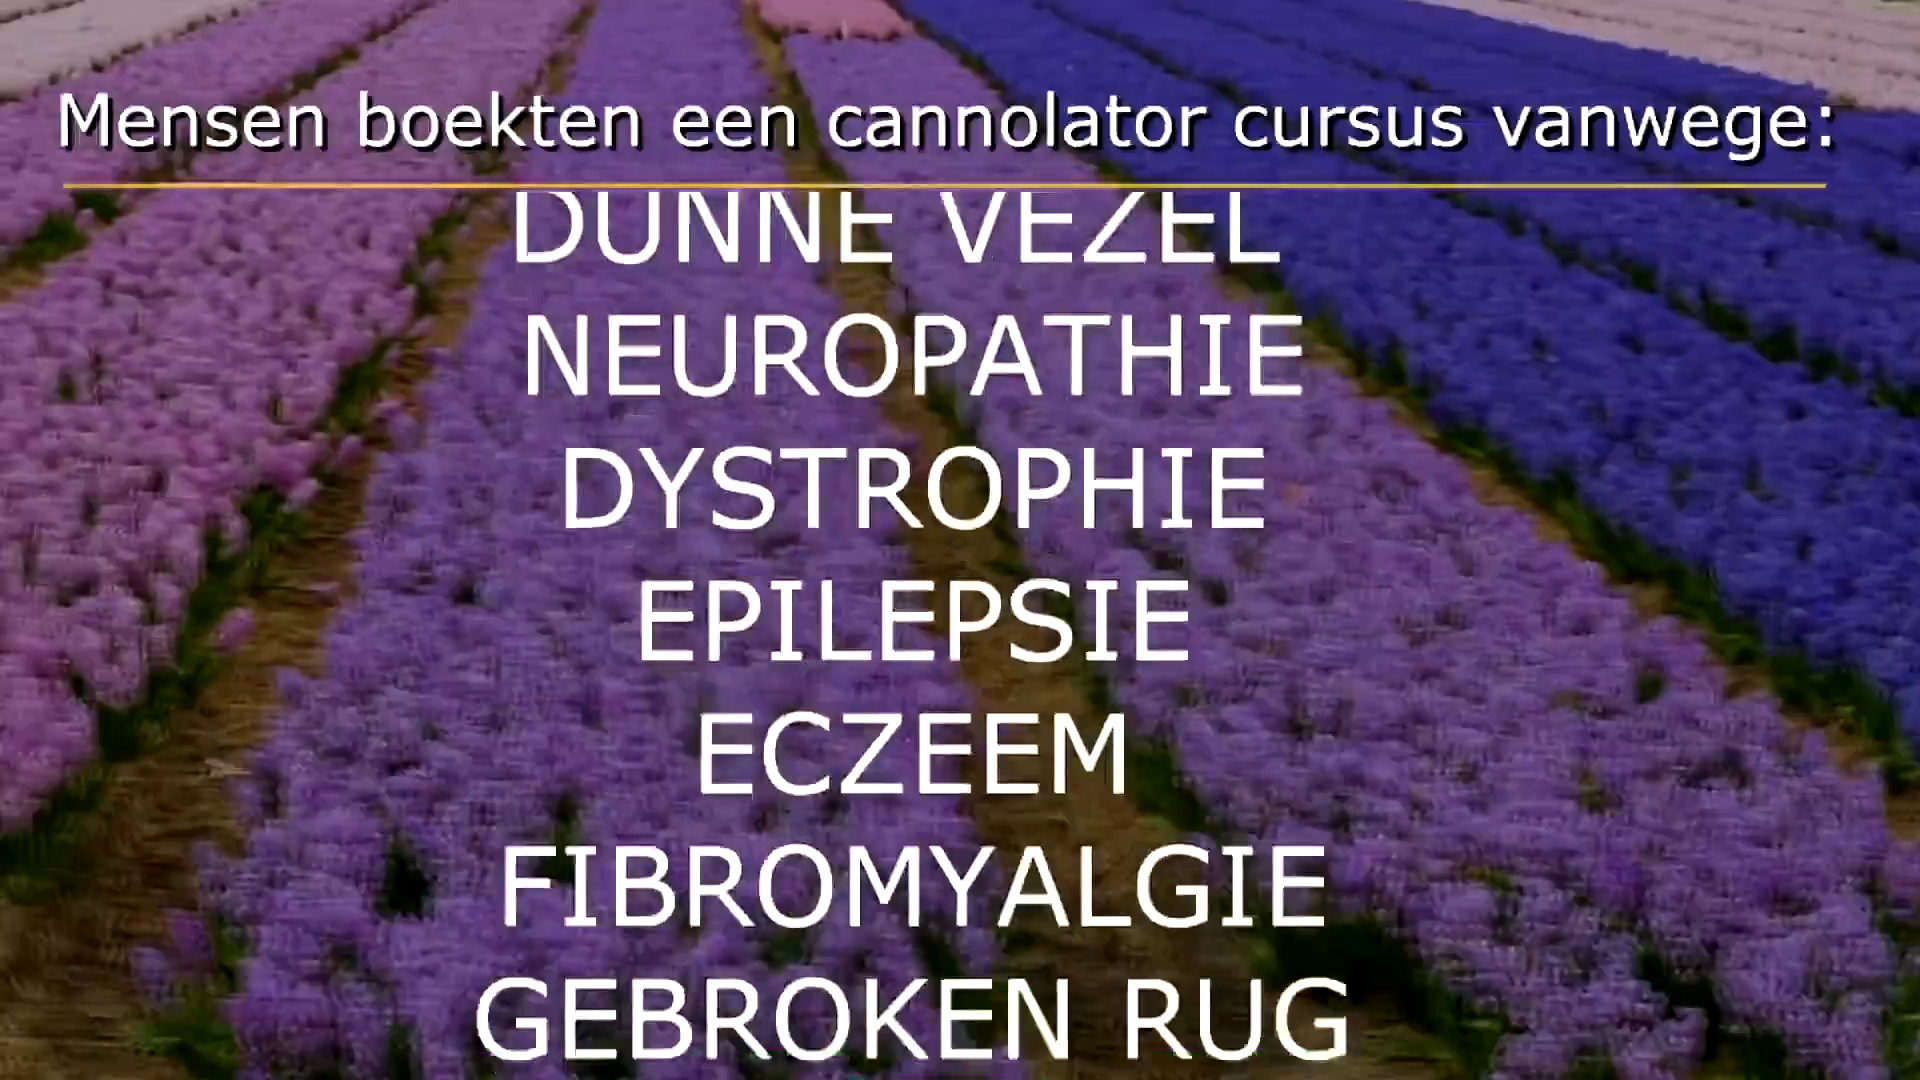 Mensen boekten een cannolator cursus vanwege:
DUNNE VEZEL
NEUROPATHIE
DYSTROPHIE
EPILEPSIE
ECZEEM
FIBROMYALGIE
GEBROKEN RUG